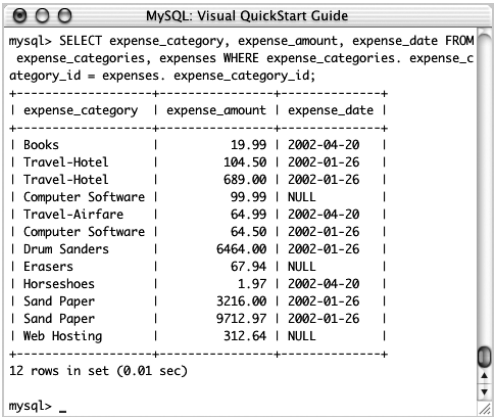 MySQL: Visual QuickStart Guide
mysql> SELECT expense_category, expense_amount, expense_date FROM
expense_categories, expenses WHERE expense_categories. expense_c
ategory_id = expenses. expense_category_id;
+------------------+----------------+--------------+
| expense_category | expense_amount | expense_date |
+------------------+----------------+--------------+
| Books | 19.99 | 2002-04-20 |
| Travel-Hotel | 104.50 | 2002-01-26 |
| Travel-Hotel | 689.00 | 2002-01-26 |
| Computer Software | 99.99 | NULL |
| Travel-Airfare | 64.99 | 2002-04-20 |
| Computer Software | 64.50 | 2002-01-26 |
| Drum Sanders | 6464.00 | 2002-01-26 |
| Erasers | 67.94 | NULL |
| Horseshoes | 1.97 | 2002-04-20 |
| Sand Paper | 3216.00 | 2002-01-26 |
| Sand Paper | 9712.97 | 2002-01-26 |
| Web Hosting | 312.64 | NULL |
+------------------+----------------+--------------+
12 rows in set (0.01 sec)
mysql> _